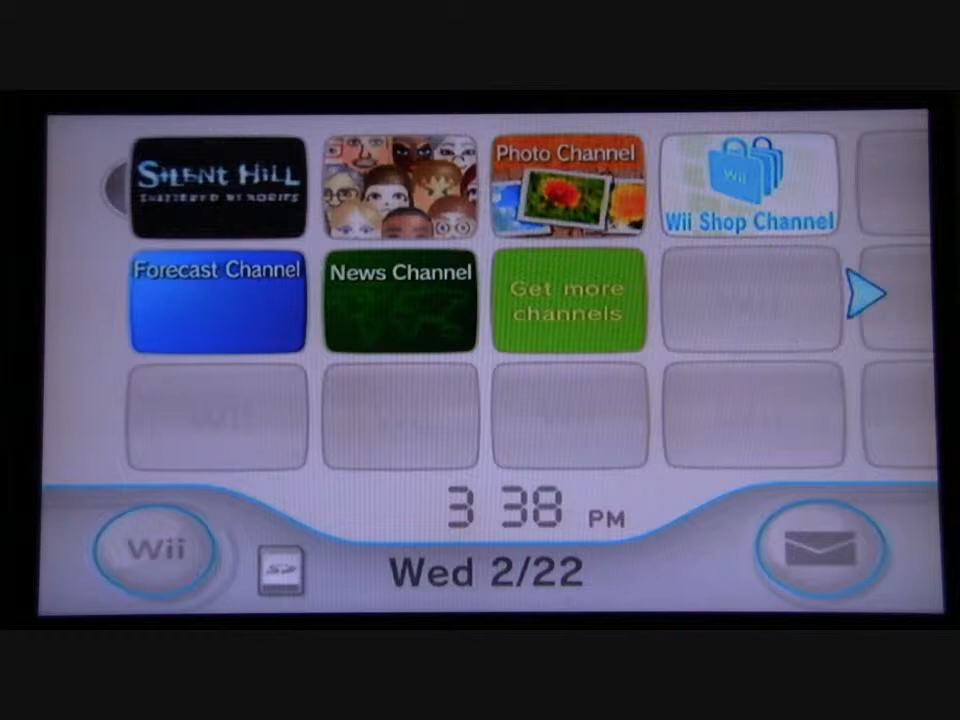 SILENT HILL
SHATTERED MEMORIES
Photo Channel
Wii
Wii Shop Channel
Forecast Channel
News Channel
Get more
channels
3 38 PM
Wii
SD
Wed 2/22